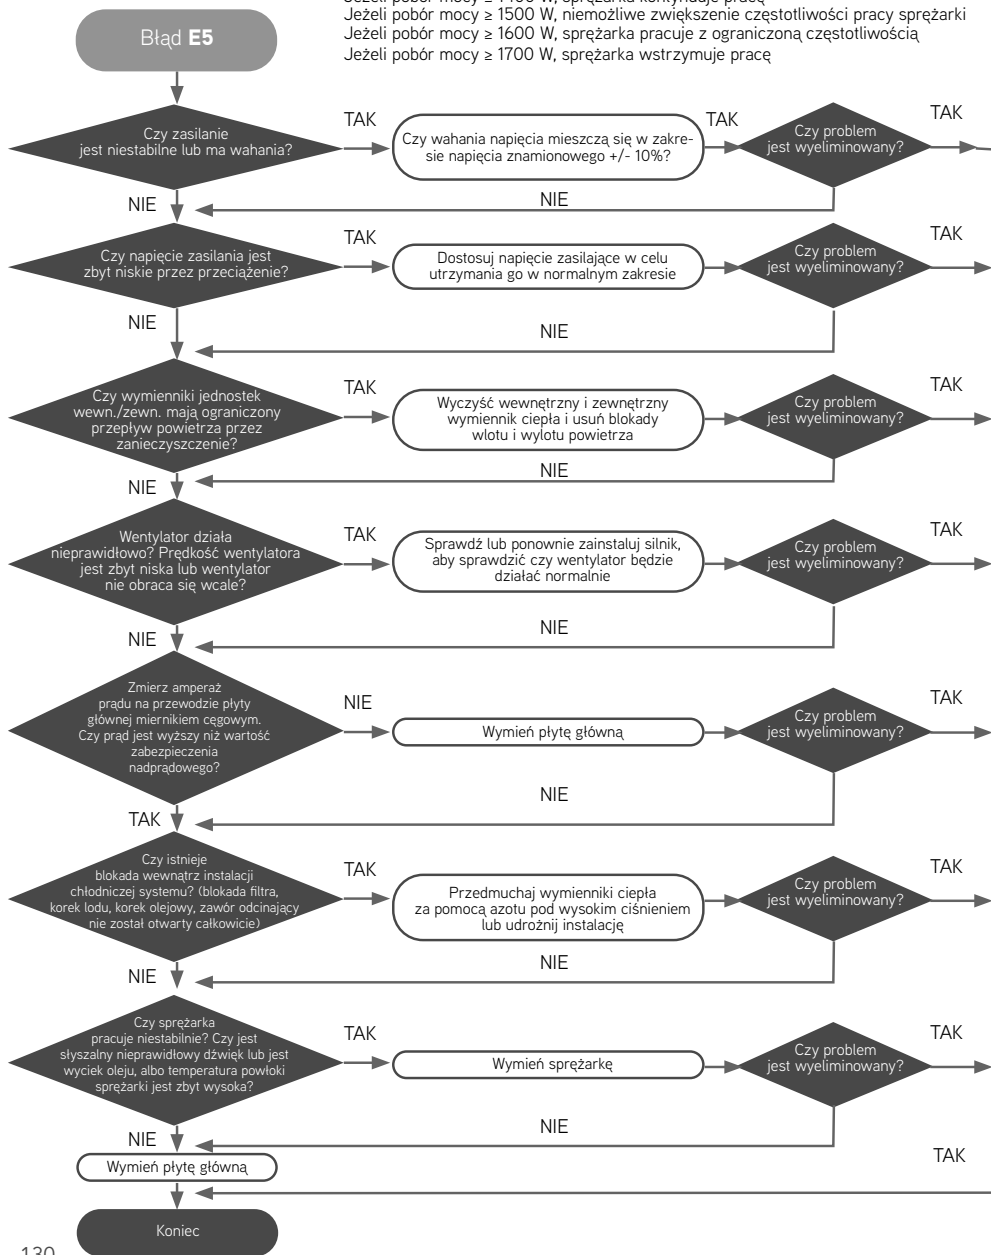 Jeżeli pobór mocy ≥ 1500 W, niemożliwe zwiększenie częstotliwości pracy sprężarki
Jeżeli pobór mocy ≥ 1600 W, sprężarka pracuje z ograniczoną częstotliwością
Jeżeli pobór mocy ≥ 1700 W, sprężarka wstrzymuje pracę
Błąd E5
Czy zasilanie
jest niestabilne lub ma wahania?
TAK
Czy wahania napięcia mieszczą się w zakre-
sie napięcia znamionowego +/- 10%?
TAK
Czy problem
jest wyeliminowany?
TAK
NIE
NIE
Czy napięcie zasilania jest
zbyt niskie przez przeciążenie?
TAK
Dostosuj napięcie zasilające w celu
utrzymania go w normalnym zakresie
Czy problem
jest wyeliminowany?
TAK
NIE
NIE
Czy wymienniki jednostek
wewn./zewn. mają ograniczony
przepływ powietrza przez
zanieczyszczenie?
TAK
Wyczyść wewnętrzny i zewnętrzny
wymiennik ciepła i usuń blokady
wlotu i wylotu powietrza
Czy problem
jest wyeliminowany?
TAK
NIE
NIE
Wentylator działa
nieprawidłowo? Prędkość wentylatora
jest zbyt niska lub wentylator
nie obraca się wcale?
TAK
Sprawdź lub ponownie zainstaluj silnik,
aby sprawdzić czy wentylator będzie
działać normalnie
Czy problem
jest wyeliminowany?
TAK
NIE
NIE
Zmierz amperaż
prądu na przewodzie płyty
głównej miernikiem cęgowym.
Czy prąd jest wyższy niż wartość
zabezpieczenia
nadprądowego?
NIE
Wymień płytę główną
Czy problem
jest wyeliminowany?
TAK
NIE
TAK
Czy istnieje
blokada wewnątrz instalacji
chłodniczej systemu? (blokada filtra,
korek lodu, korek olejowy, zawór odcinający
nie został otwarty całkowicie)
TAK
Przedmuchaj wymienniki ciepła
za pomocą azotu pod wysokim ciśnieniem
lub udrożnij instalację
Czy problem
jest wyeliminowany?
TAK
NIE
NIE
Czy sprężarka
pracuje niestabilnie? Czy jest
słyszalny nieprawidłowy dźwięk lub jest
wyciek oleju, albo temperatura powłoki
sprężarki jest zbyt wysoka?
TAK
Wymień sprężarkę
Czy problem
jest wyeliminowany?
TAK
NIE
NIE
Wymień płytę główną
TAK
Koniec